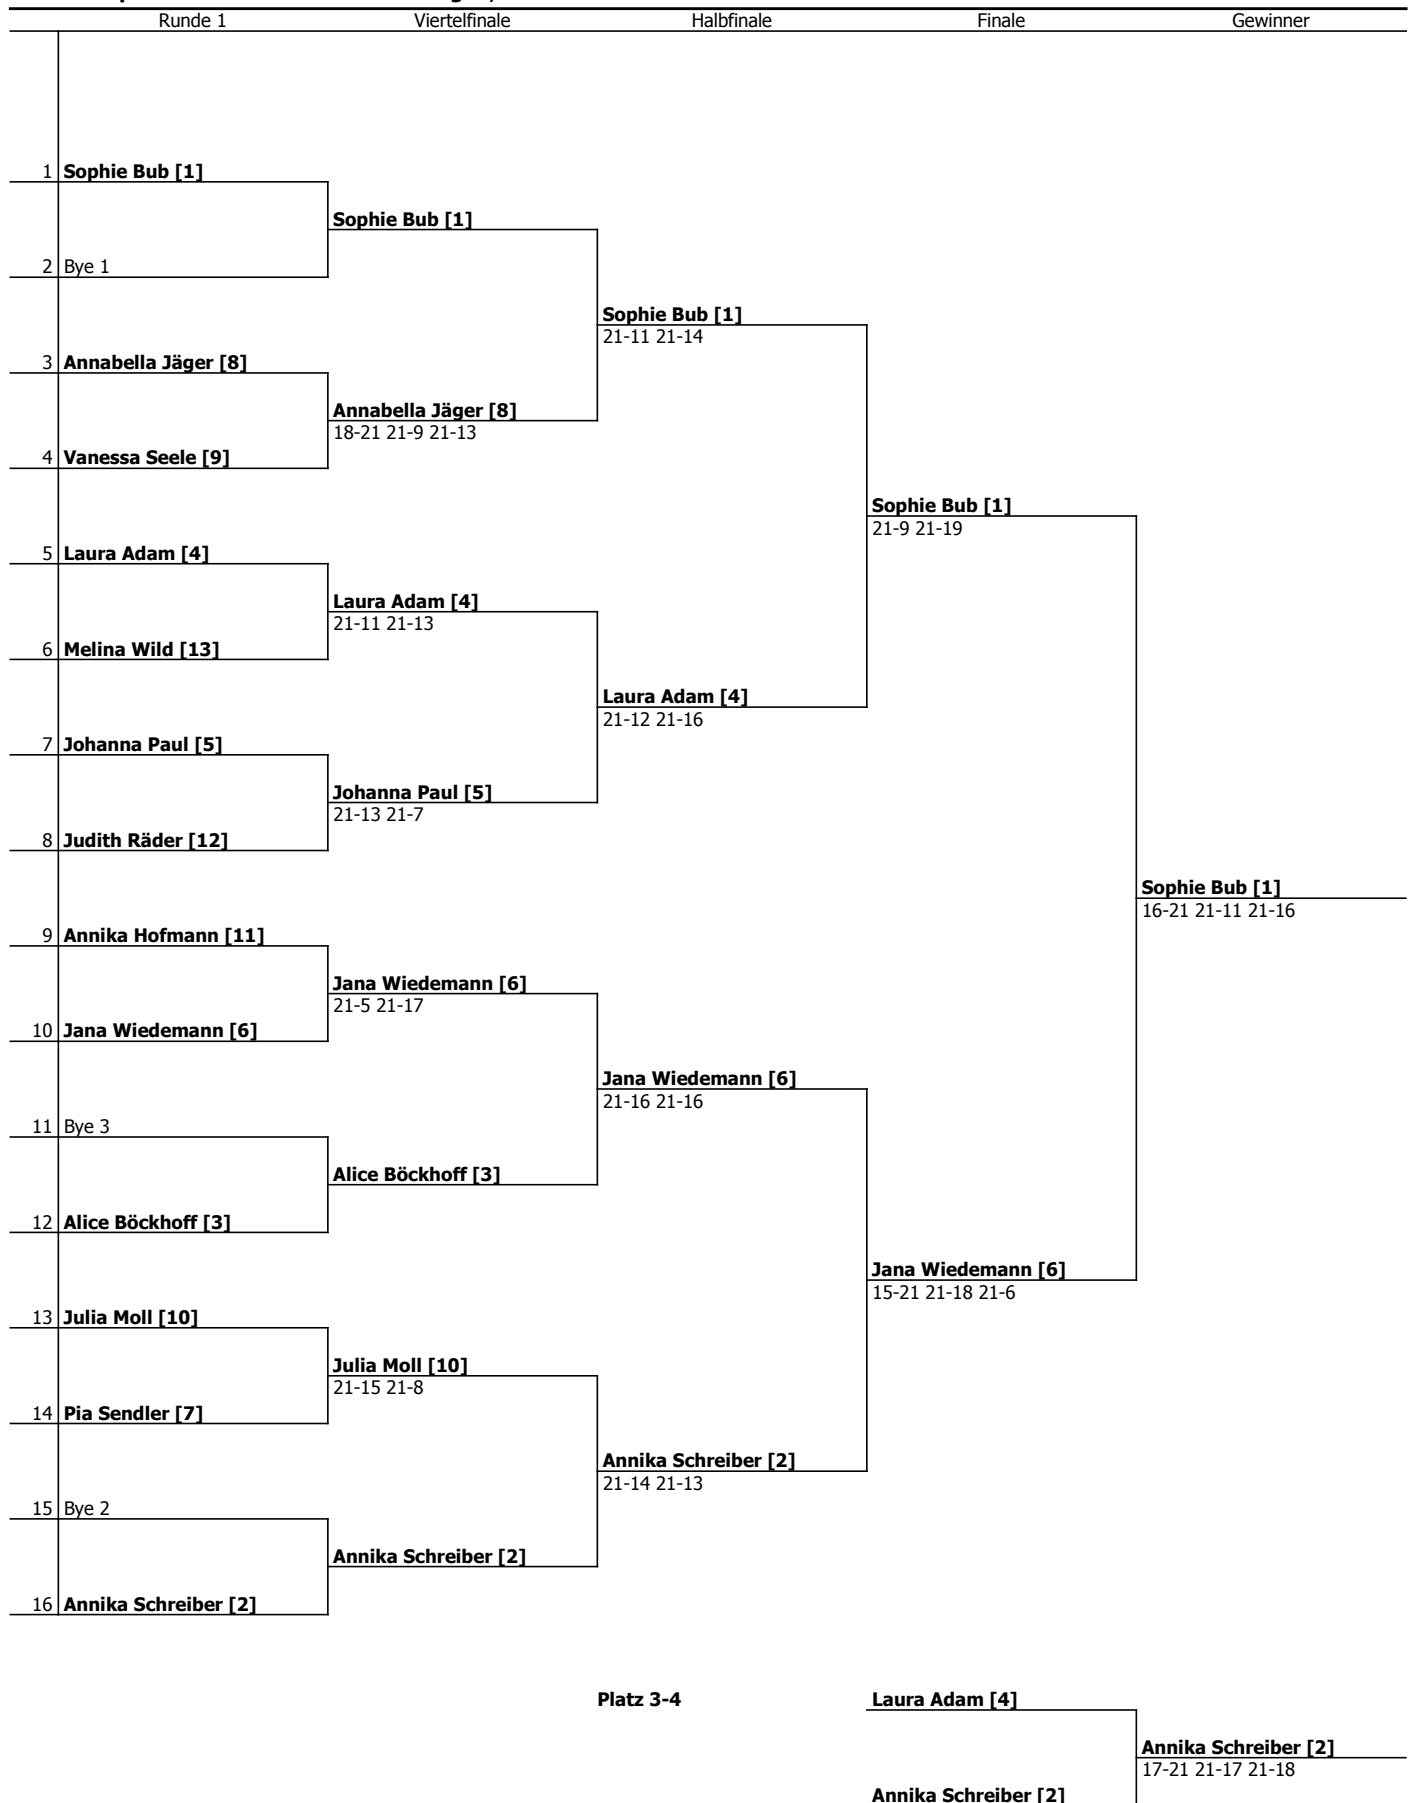 Runde 1 Viertelfinale Halbfinale Finale Gewinner
1 Sophie Bub [1]
Sophie Bub [1]
2 Bye 1
Sophie Bub [1]
21-11 21-14
3 Annabella Jäger [8]
Annabella Jäger [8]
18-21 21-9 21-13
4 Vanessa Seele [9]
Sophie Bub [1]
21-9 21-19
5 Laura Adam [4]
Laura Adam [4]
21-11 21-13
6 Melina Wild [13]
Laura Adam [4]
21-12 21-16
7 Johanna Paul [5]
Johanna Paul [5]
21-13 21-7
8 Judith Räder [12]
Sophie Bub [1]
16-21 21-11 21-16
9 Annika Hofmann [11]
Jana Wiedemann [6]
21-5 21-17
10 Jana Wiedemann [6]
Jana Wiedemann [6]
21-16 21-16
11 Bye 3
Alice Böckhoff [3]
12 Alice Böckhoff [3]
Jana Wiedemann [6]
15-21 21-18 21-6
13 Julia Moll [10]
Julia Moll [10]
21-15 21-8
14 Pia Sendler [7]
Annika Schreiber [2]
21-14 21-13
15 Bye 2
Annika Schreiber [2]
16 Annika Schreiber [2]
Platz 3-4 Laura Adam [4]
Annika Schreiber [2]
17-21 21-17 21-18
Annika Schreiber [2]